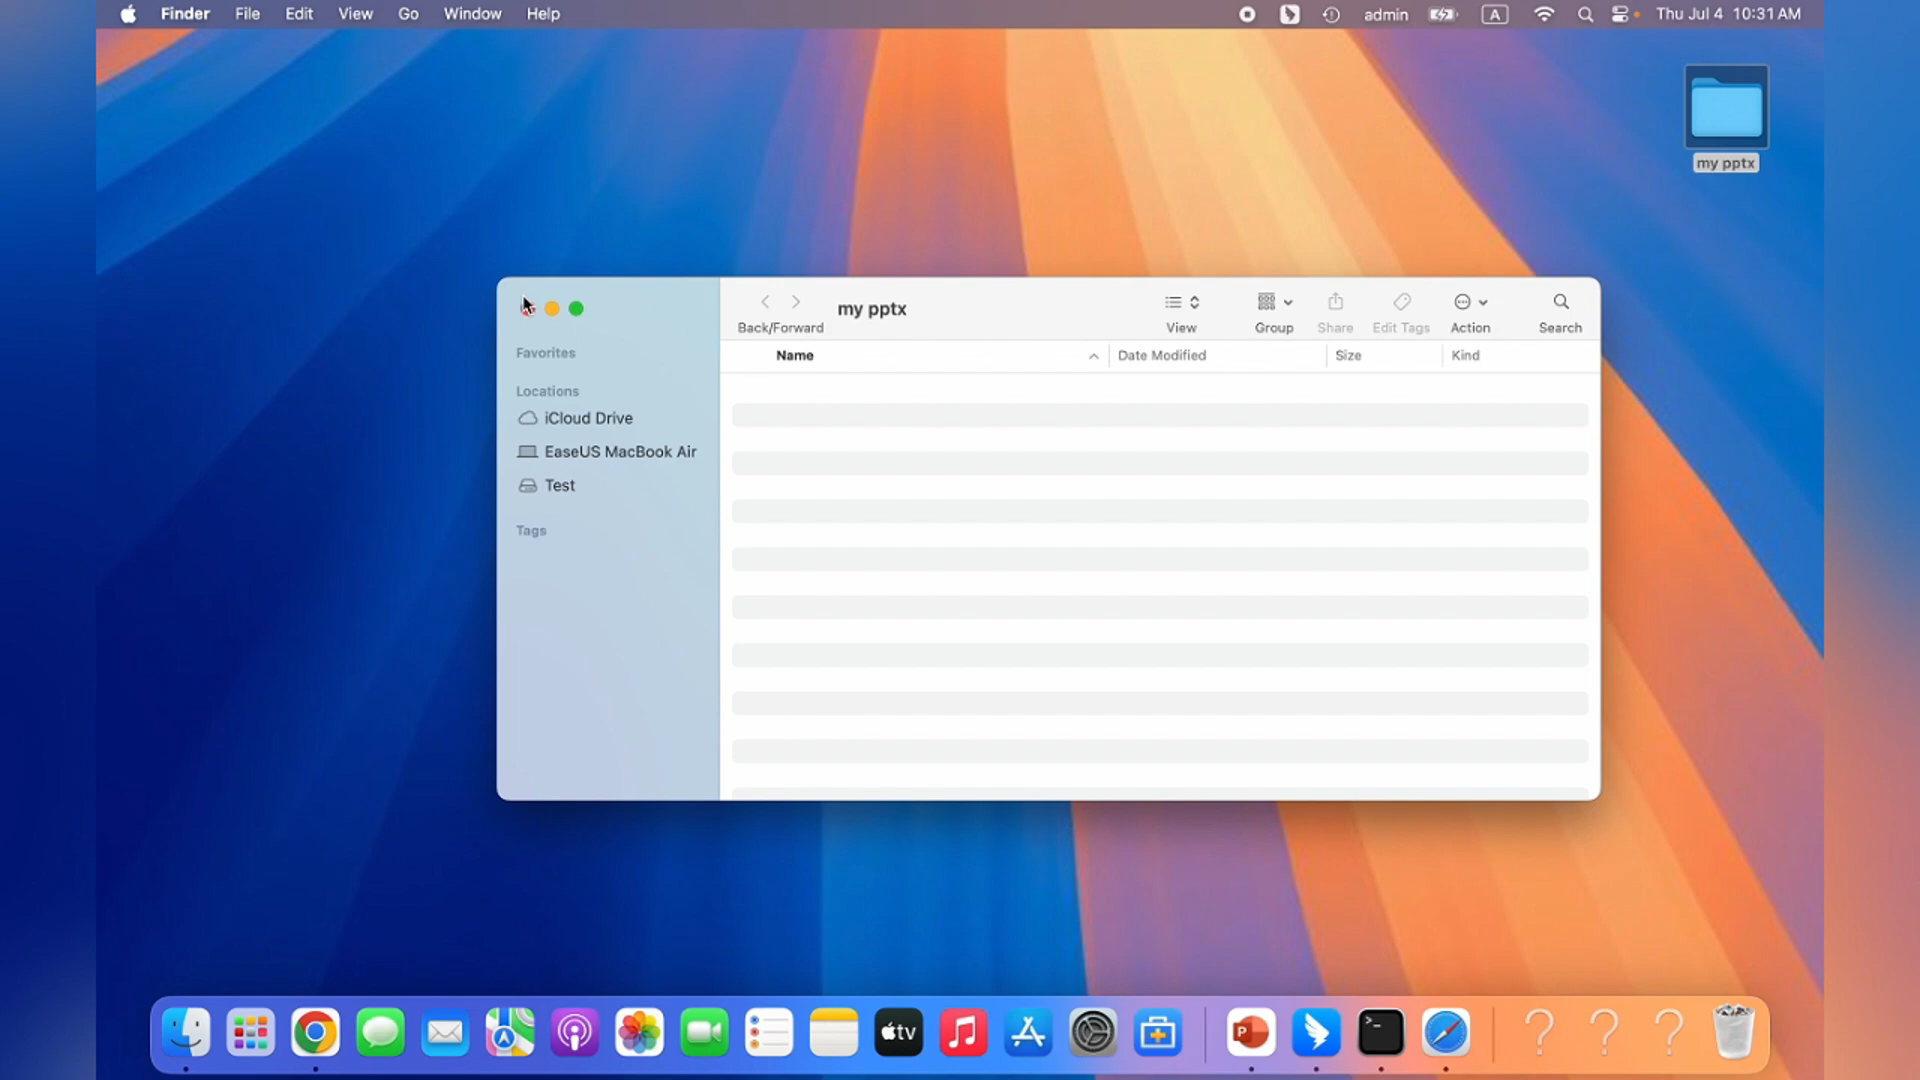 Finder File Edit View Go Window Help admin A Thu Jul 4 10:31 AM
my pptx
my pptx
Back/Forward View Group Share Edit Tags Action Search
Name Date Modified Size Kind
Favorites
Locations
iCloud Drive
EaseUS MacBook Air
Test
Tags
tv P >_ ? ? ?